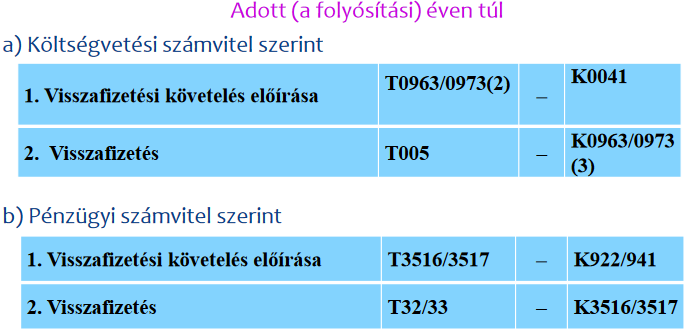 Adott (a folyósítási) éven túl
a) Költségvetési számvitel szerint
1. Visszafizetési követelés előírása T0963/0973(2) – K0041
2. Visszafizetés T005 – K0963/0973
(3)
b) Pénzügyi számvitel szerint
1. Visszafizetési követelés előírása T3516/3517 – K922/941
2. Visszafizetés T32/33 – K3516/3517